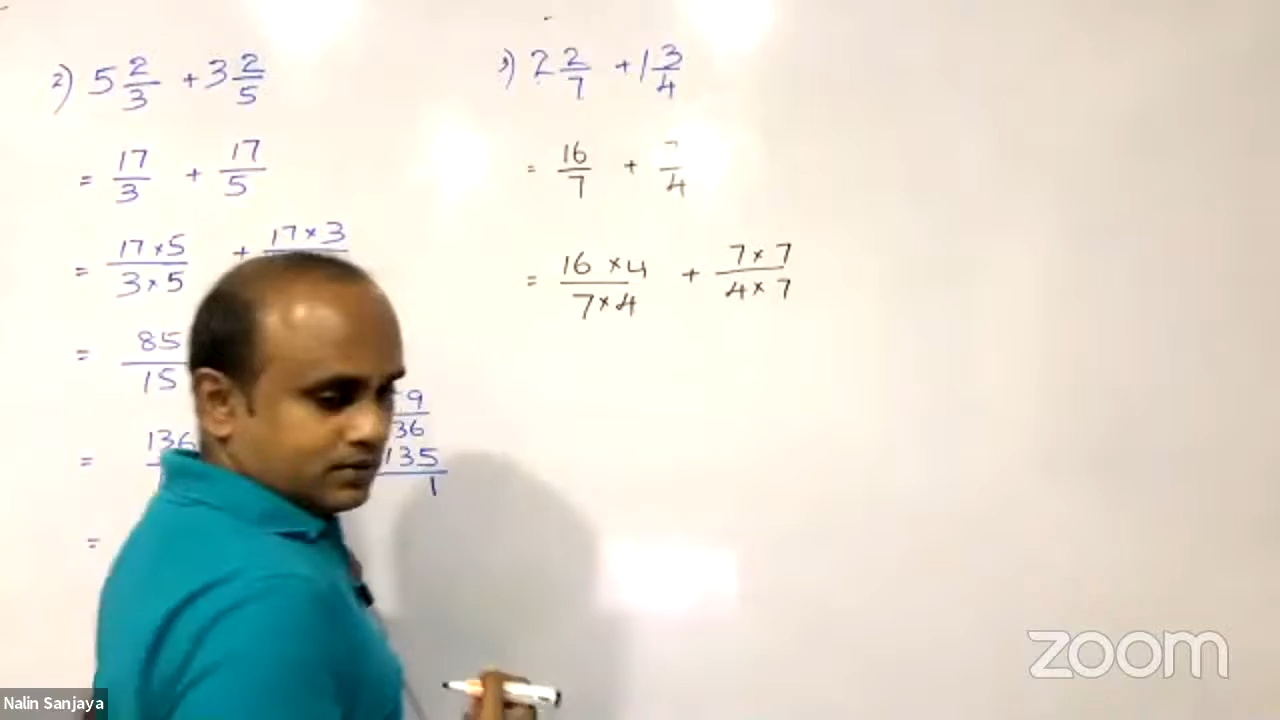 2) 5 2/3 + 3 2/5
= 17/3 + 17/5
= 17×5/3×5 + 17×3
= 85/15
= 136
=
9
36
135
1
3) 2 2/7 + 1 3/4
= 16/7 + 7/4
= 16×4/7×4 + 7×7/4×7
Nalin Sanjaya
zoom